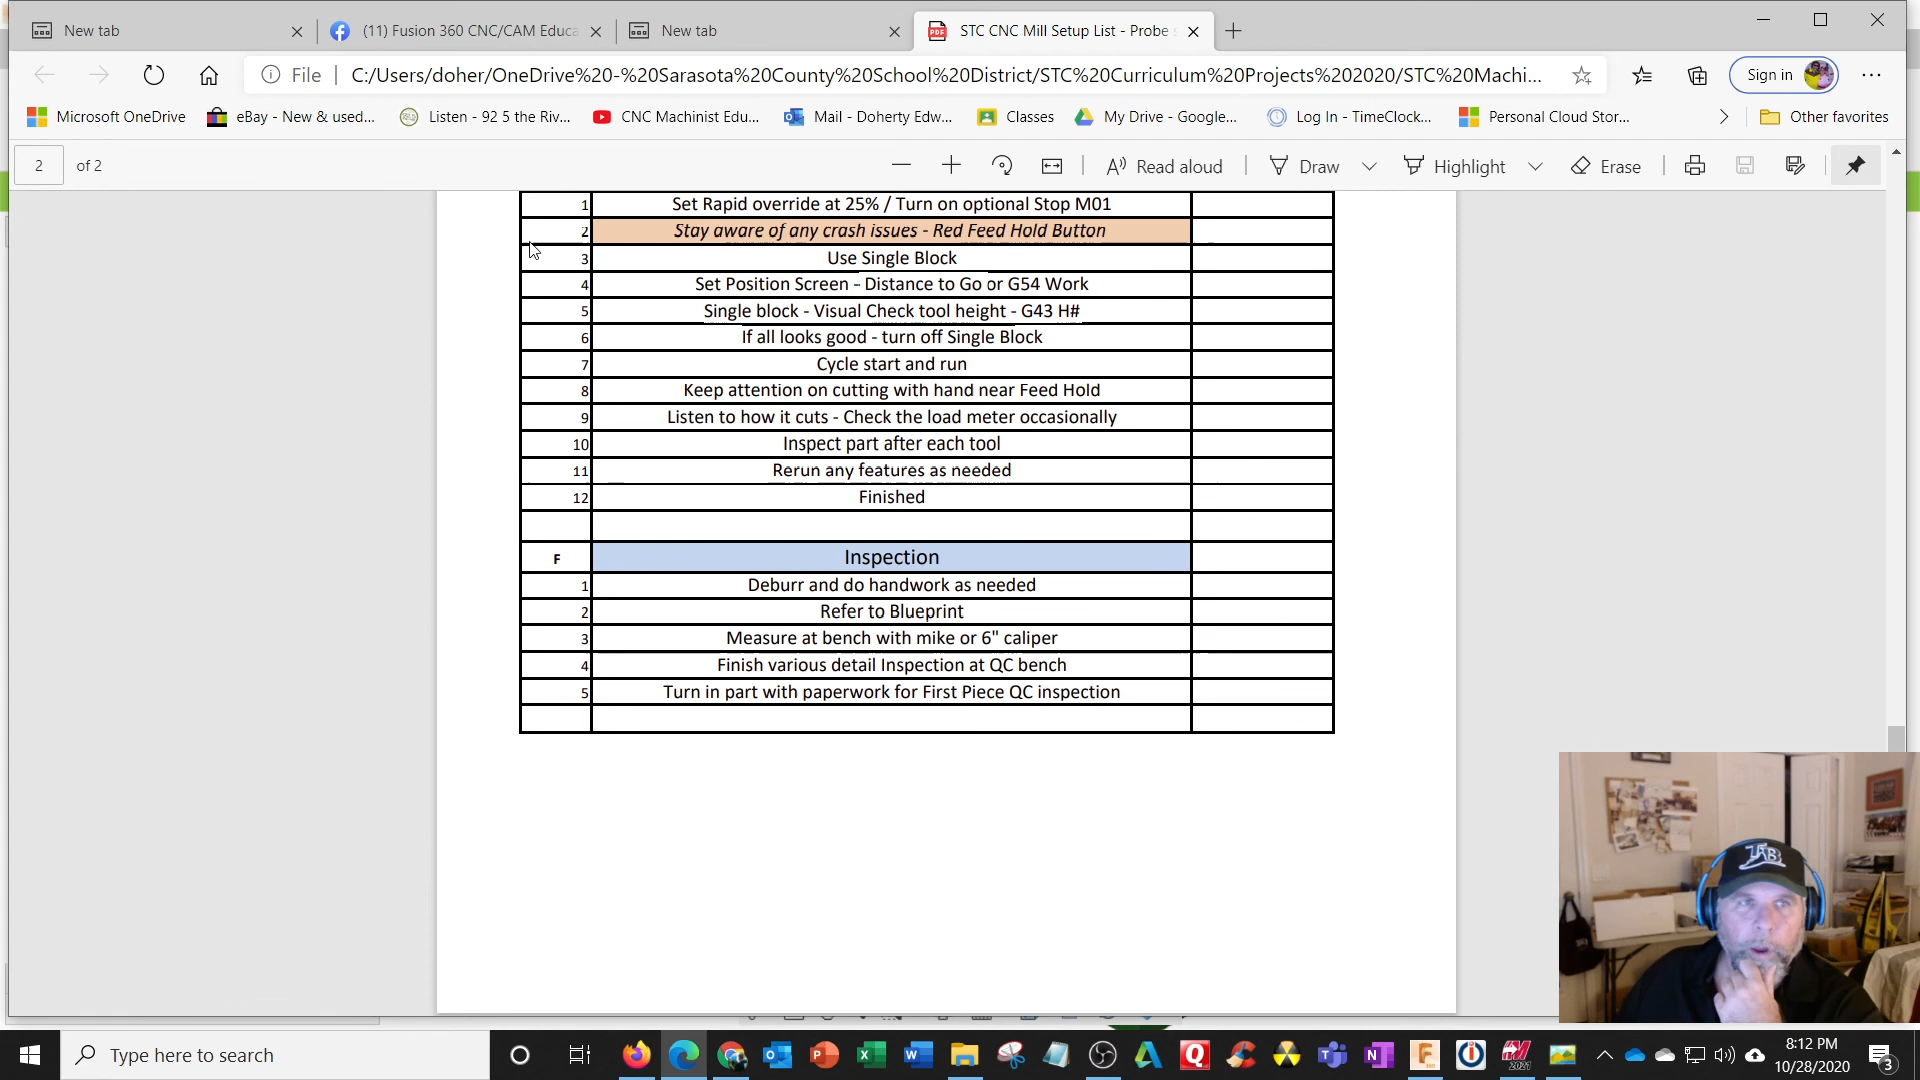 New tab
(11) Fusion 360 CNC/CAM Educa
New tab
STC CNC Mill Setup List - Probe
File
C:/Users/doher/OneDrive%20-%20Sarasota%20County%20School%20District/STC%20Curriculum%20Projects%202020/STC%20Machi...
Sign in
Microsoft OneDrive
eBay - New & used...
Listen - 92 5 the Riv...
CNC Machinist Edu...
Mail - Doherty Edw...
Classes
My Drive - Google...
Log In - TimeClock...
Personal Cloud Stor...
Other favorites
2 of 2
Read aloud
Draw
Highlight
Erase
1 Set Rapid override at 25% / Turn on optional Stop M01
2 Stay aware of any crash issues - Red Feed Hold Button
3 Use Single Block
4 Set Position Screen - Distance to Go or G54 Work
5 Single block - Visual Check tool height - G43 H#
6 If all looks good - turn off Single Block
7 Cycle start and run
8 Keep attention on cutting with hand near Feed Hold
9 Listen to how it cuts - Check the load meter occasionally
10 Inspect part after each tool
11 Rerun any features as needed
12 Finished
F Inspection
1 Deburr and do handwork as needed
2 Refer to Blueprint
3 Measure at bench with mike or 6" caliper
4 Finish various detail Inspection at QC bench
5 Turn in part with paperwork for First Piece QC inspection
TB
Type here to search
8:12 PM
10/28/2020
3